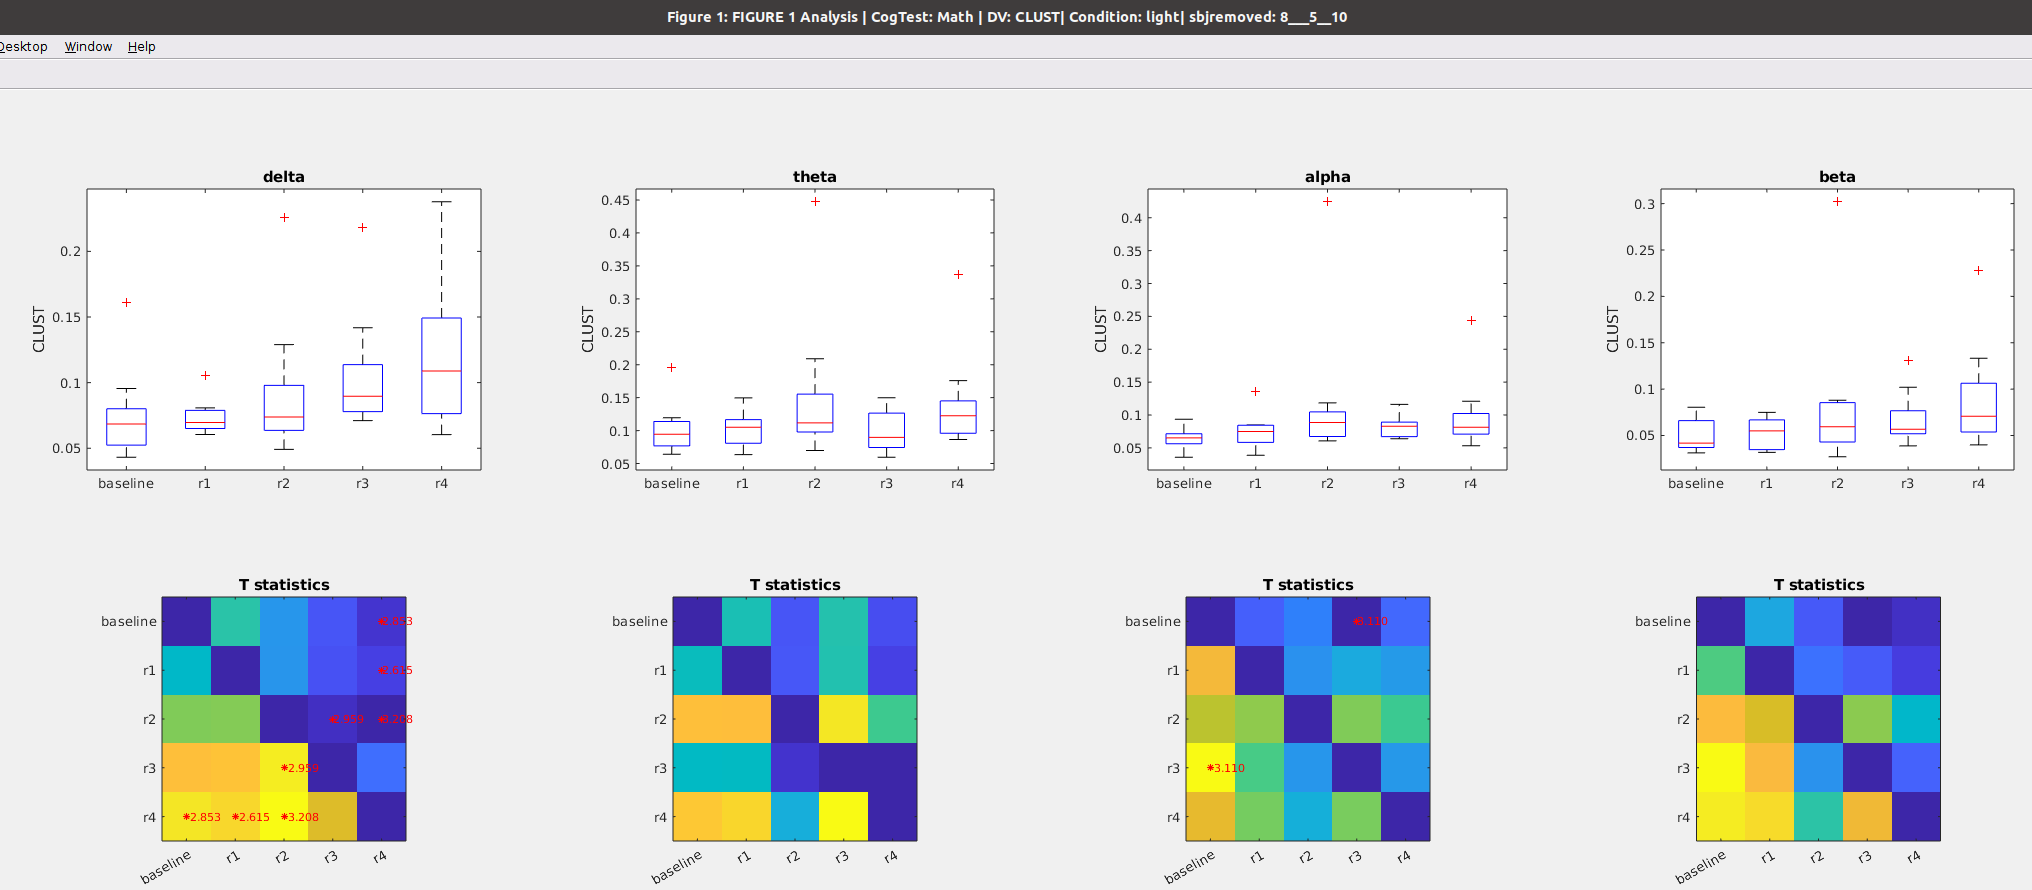 Figure 1: FIGURE 1 Analysis | CogTest: Math | DV: CLUST| Condition: light| sbjremoved: 8___5__10
Desktop Window Help
delta
CLUST
0.2
0.15
0.1
0.05
baseline r1 r2 r3 r4
theta
CLUST
0.45
0.4
0.35
0.3
0.25
0.2
0.15
0.1
0.05
baseline r1 r2 r3 r4
alpha
CLUST
0.4
0.35
0.3
0.25
0.2
0.15
0.1
0.05
baseline r1 r2 r3 r4
beta
CLUST
0.3
0.25
0.2
0.15
0.1
0.05
baseline r1 r2 r3 r4
T statistics
baseline
r1
r2 *3.208
r3 *2.959
r4 *2.853 *2.615 *3.208
baseline r1 r2 r3 r4
T statistics
baseline
r1
r2
r3
r4
baseline r1 r2 r3 r4
T statistics
baseline *3.110
r1
r2
r3 *3.110
r4
baseline r1 r2 r3 r4
T statistics
baseline
r1
r2
r3
r4
baseline r1 r2 r3 r4